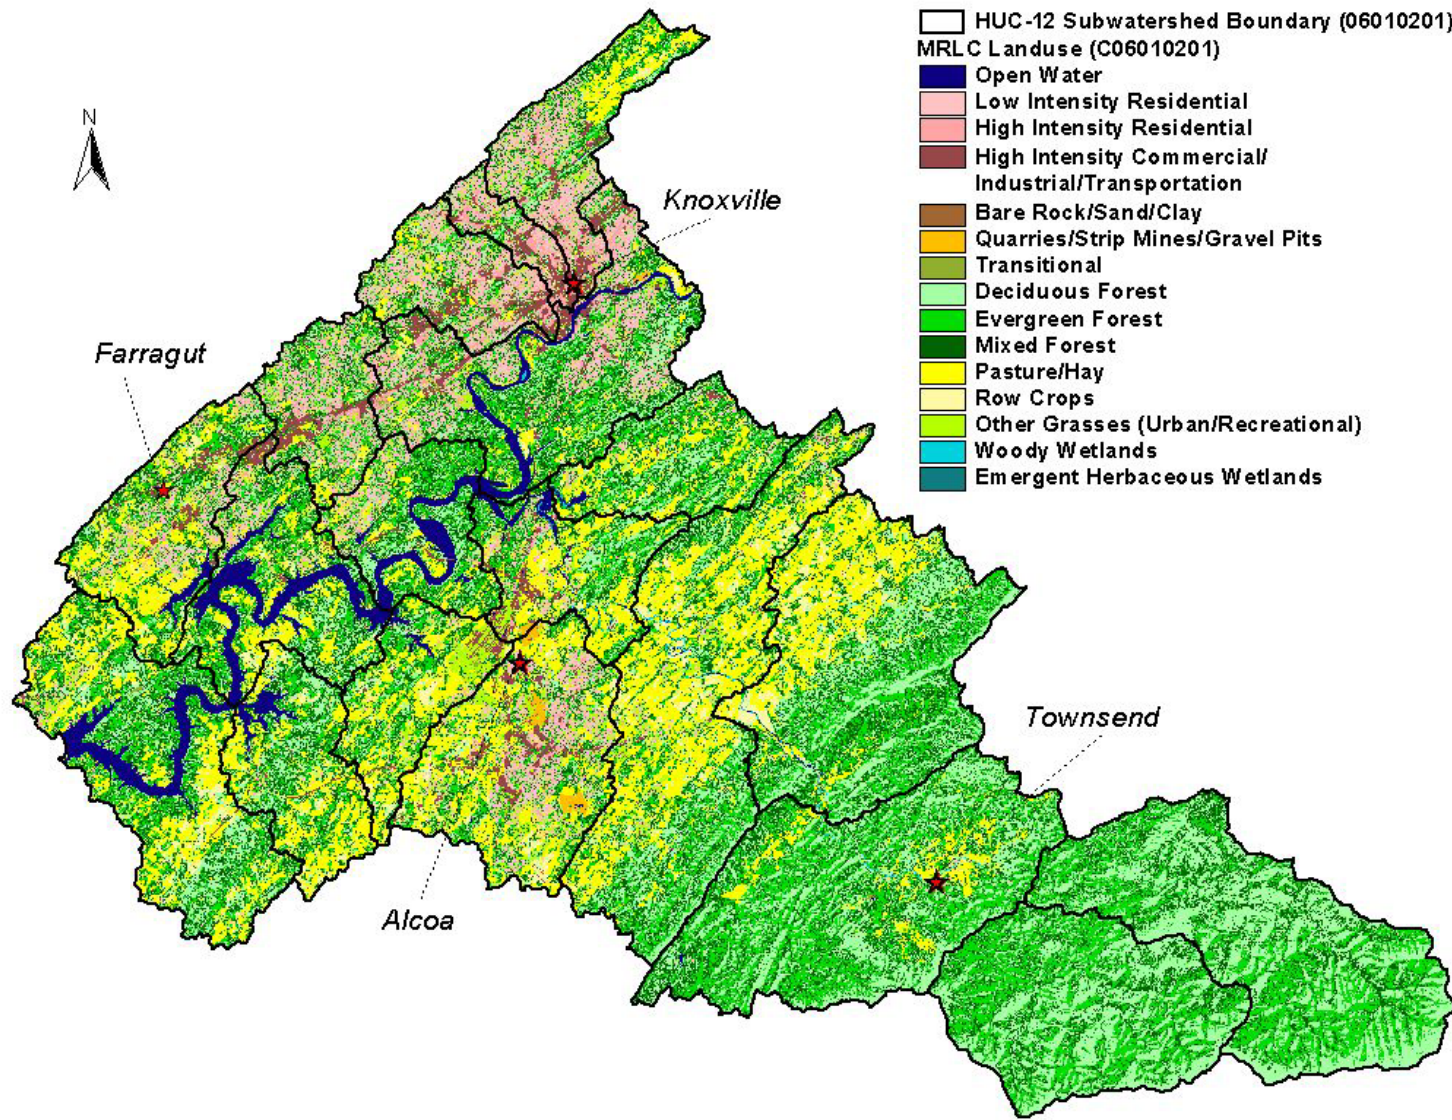 HUC-12 Subwatershed Boundary (06010201)
MRLC Landuse (C06010201)
Open Water
Low Intensity Residential
High Intensity Residential
High Intensity Commercial/
Industrial/Transportation
Bare Rock/Sand/Clay
Quarries/Strip Mines/Gravel Pits
Transitional
Deciduous Forest
Evergreen Forest
Mixed Forest
Pasture/Hay
Row Crops
Other Grasses (Urban/Recreational)
Woody Wetlands
Emergent Herbaceous Wetlands
N
Knoxville
Farragut
Townsend
Alcoa